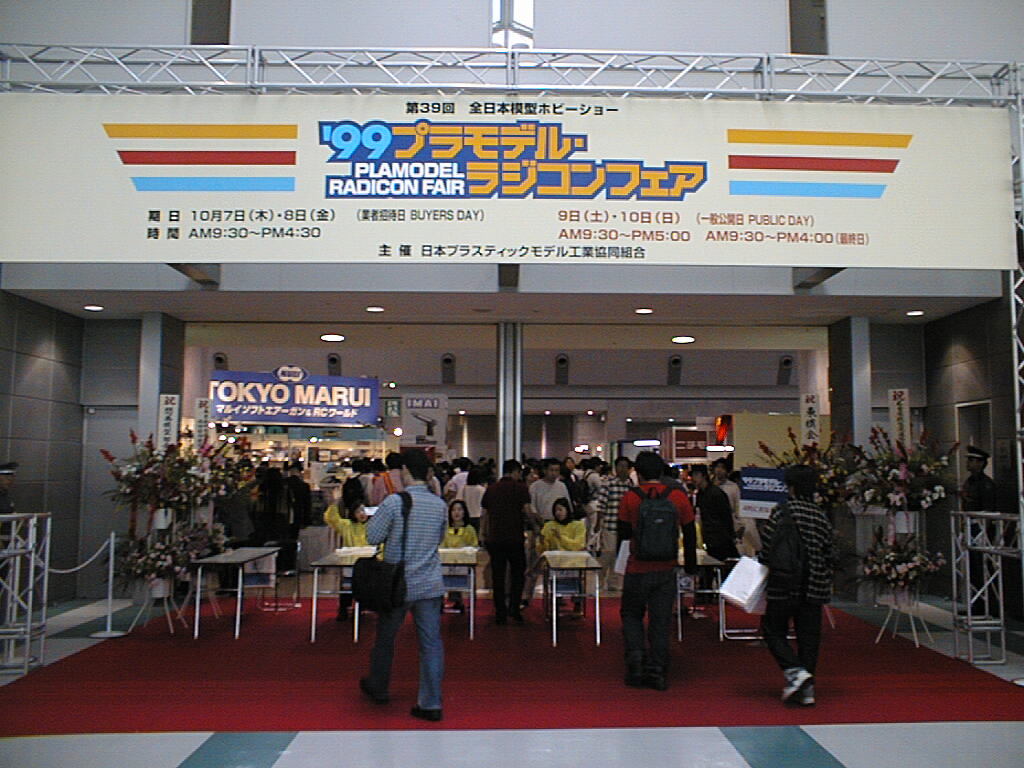 第39回 全日本模型ホビーショー
'99プラモデル・
PLAMODEL
RADICON FAIR
ラジコンフェア
期日 10月7日(木)・8日(金) (業者招待日 BUYERS DAY)
時間 AM9:30〜PM4:30
9日(土)・10日(日) (一般公開日 PUBLIC DAY)
AM9:30〜PM5:00 AM9:30〜PM4:00(最終日)
主催 日本プラスティックモデル工業協同組合
TOKYO MARUI
マルイソフトエアーガン&RCワールド
IMAI
祝
祝
祝
祝